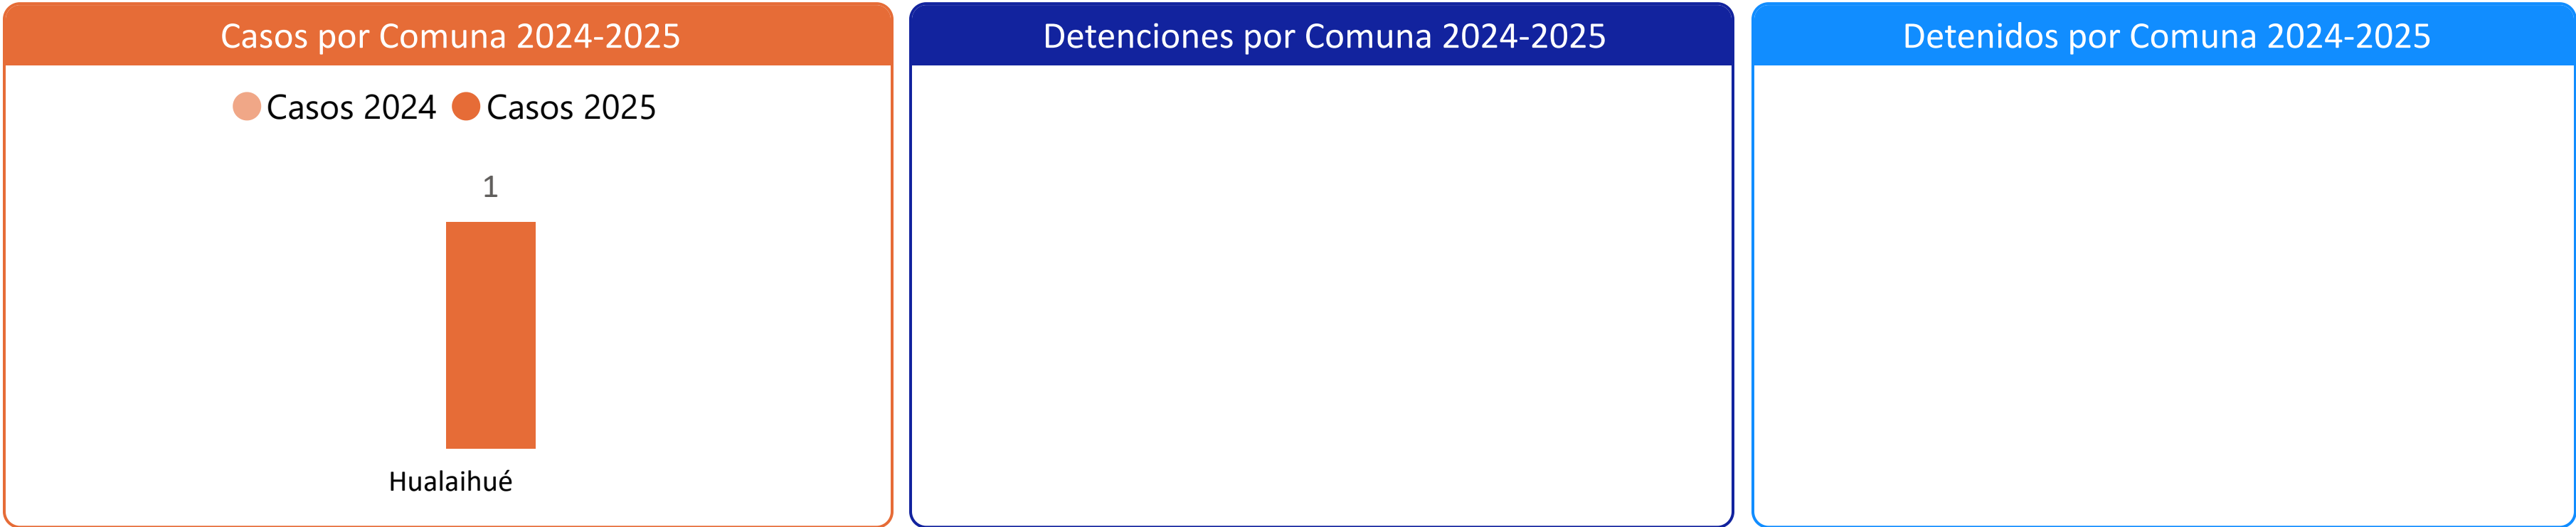 Casos por Comuna 2024-2025
Casos 2024 Casos 2025
1
Hualaihué
Detenciones por Comuna 2024-2025
Detenidos por Comuna 2024-2025